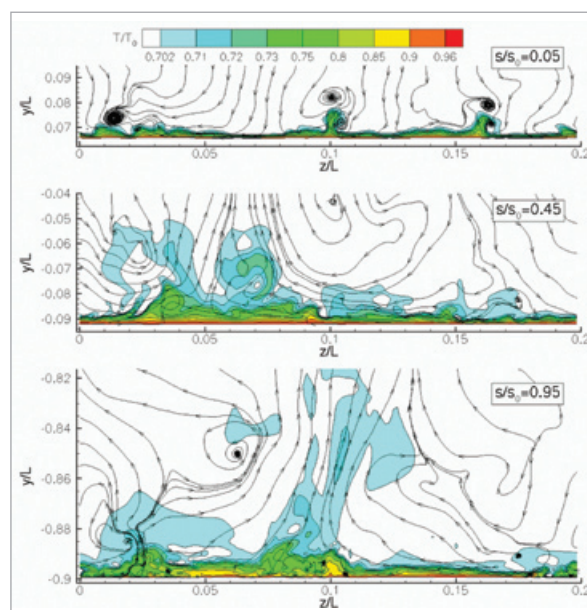 T/T₀
0.702 0.71 0.72 0.73 0.75 0.8 0.85 0.9 0.96
s/s₀=0.05
y/L
0.09
0.08
0.07
0 0.05 0.1 0.15 0.2
z/L
s/s₀=0.45
y/L
-0.04
-0.05
-0.06
-0.07
-0.08
-0.09
0 0.05 0.1 0.15 0.2
z/L
s/s₀=0.95
y/L
-0.82
-0.84
-0.86
-0.88
-0.9
0 0.05 0.1 0.15 0.2
z/L